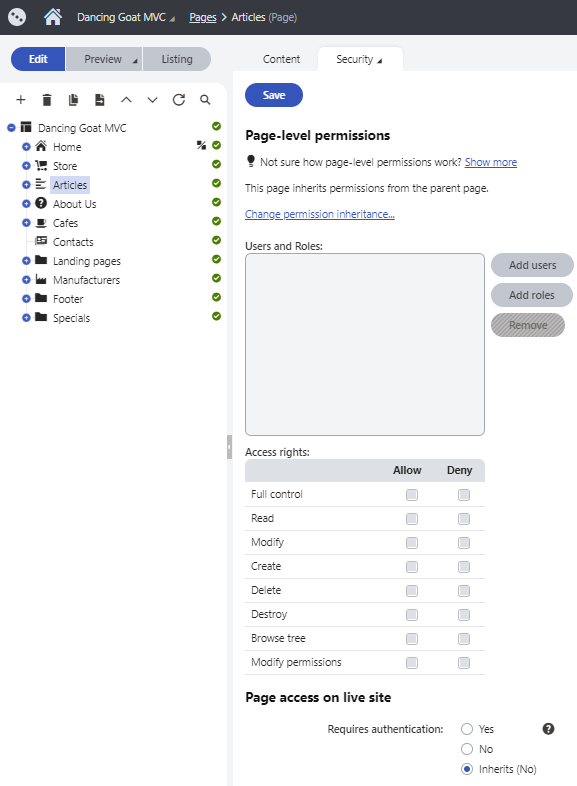 Dancing Goat MVC Pages > Articles (Page)
Edit Preview Listing
Content Security
Save
Dancing Goat MVC
Home
Store
Articles
About Us
Cafes
Contacts
Landing pages
Manufacturers
Footer
Specials
Page-level permissions
Not sure how page-level permissions work? Show more
This page inherits permissions from the parent page.
Change permission inheritance...
Users and Roles:
Add users
Add roles
Remove
Access rights:
Allow Deny
Full control
Read
Modify
Create
Delete
Destroy
Browse tree
Modify permissions
Page access on live site
Requires authentication: Yes
No
Inherits (No)